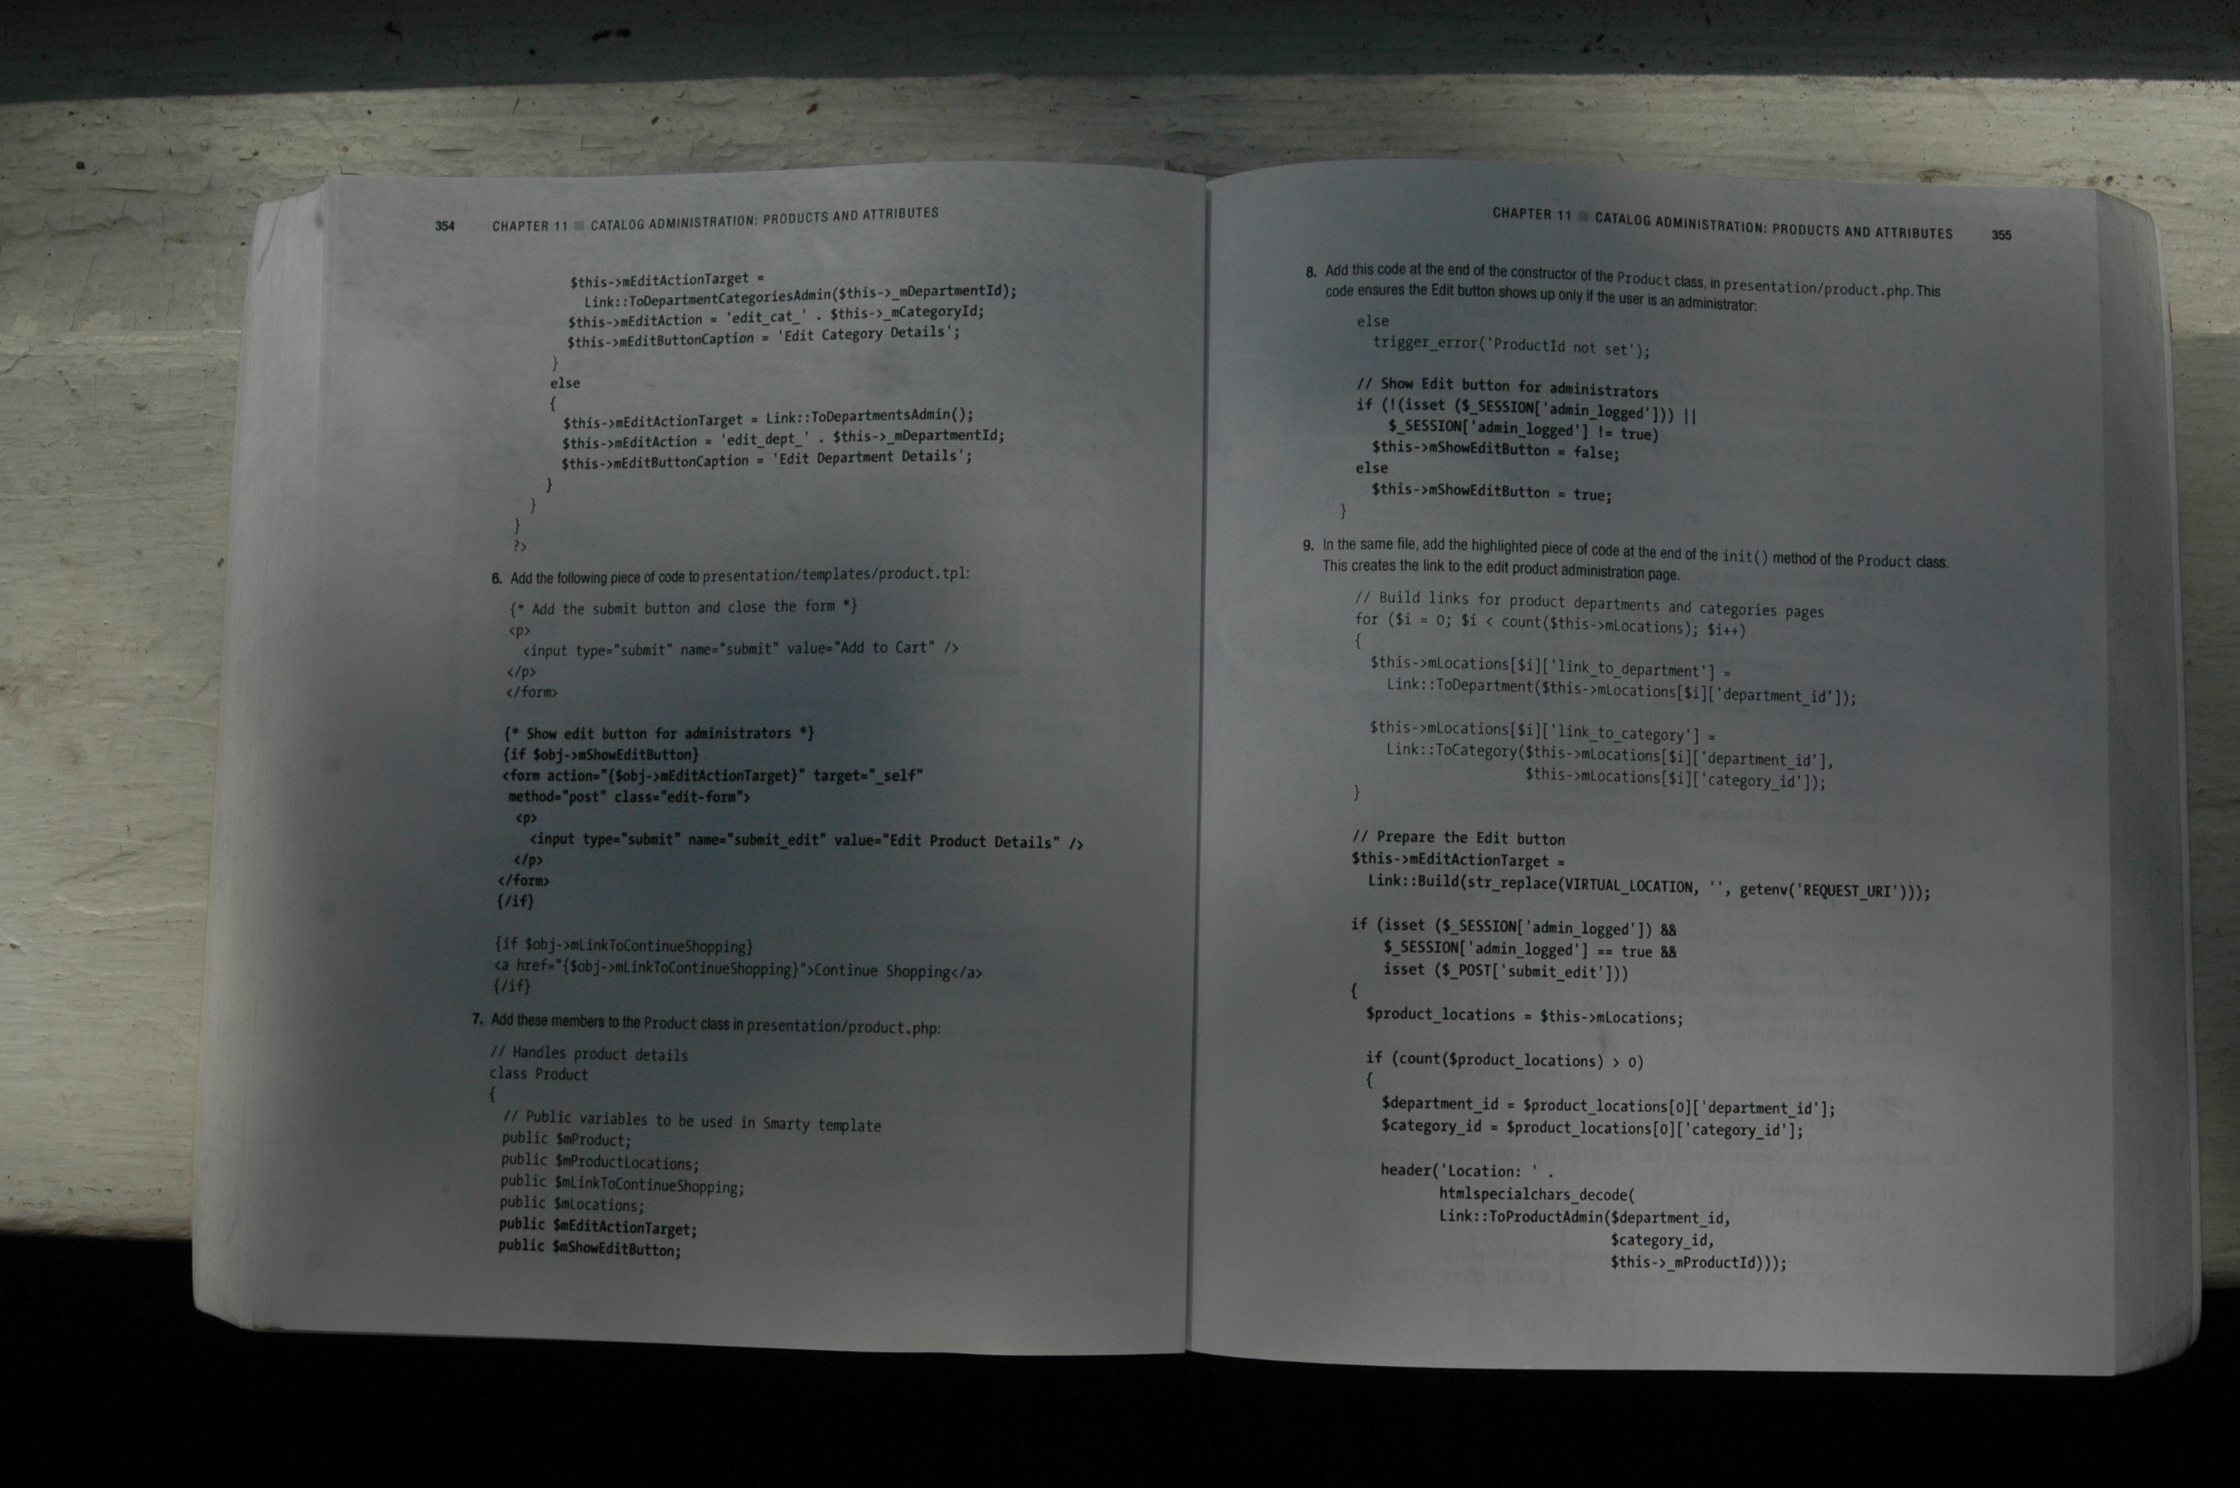 354 CHAPTER 11 ■ CATALOG ADMINISTRATION: PRODUCTS AND ATTRIBUTES
$this->mEditActionTarget =
Link::ToDepartmentCategoriesAdmin($this->_mDepartmentId);
$this->mEditAction = 'edit_cat_' . $this->_mCategoryId;
$this->mEditButtonCaption = 'Edit Category Details';
}
else
{
$this->mEditActionTarget = Link::ToDepartmentsAdmin();
$this->mEditAction = 'edit_dept_' . $this->_mDepartmentId;
$this->mEditButtonCaption = 'Edit Department Details';
}
}
}
?>
6. Add the following piece of code to presentation/templates/product.tpl:
{* Add the submit button and close the form *}
<p>
<input type="submit" name="submit" value="Add to Cart" />
</p>
</form>
{* Show edit button for administrators *}
{if $obj->mShowEditButton}
<form action="{$obj->mEditActionTarget}" target="_self"
method="post" class="edit-form">
<p>
<input type="submit" name="submit_edit" value="Edit Product Details" />
</p>
</form>
{/if}
{if $obj->mLinkToContinueShopping}
<a href="{$obj->mLinkToContinueShopping}">Continue Shopping</a>
{/if}
7. Add these members to the Product class in presentation/product.php:
// Handles product details
class Product
{
// Public variables to be used in Smarty template
public $mProduct;
public $mProductLocations;
public $mLinkToContinueShopping;
public $mLocations;
public $mEditActionTarget;
public $mShowEditButton;
CHAPTER 11 ■ CATALOG ADMINISTRATION: PRODUCTS AND ATTRIBUTES 355
8. Add this code at the end of the constructor of the Product class, in presentation/product.php. This
code ensures the Edit button shows up only if the user is an administrator:
else
trigger_error('ProductId not set');
// Show Edit button for administrators
if (!(isset ($_SESSION['admin_logged'])) ||
$_SESSION['admin_logged'] != true)
$this->mShowEditButton = false;
else
$this->mShowEditButton = true;
}
9. In the same file, add the highlighted piece of code at the end of the init() method of the Product class.
This creates the link to the edit product administration page.
// Build links for product departments and categories pages
for ($i = 0; $i < count($this->mLocations); $i++)
{
$this->mLocations[$i]['link_to_department'] =
Link::ToDepartment($this->mLocations[$i]['department_id']);
$this->mLocations[$i]['link_to_category'] =
Link::ToCategory($this->mLocations[$i]['department_id'],
$this->mLocations[$i]['category_id']);
}
// Prepare the Edit button
$this->mEditActionTarget =
Link::Build(str_replace(VIRTUAL_LOCATION, '', getenv('REQUEST_URI')));
if (isset ($_SESSION['admin_logged']) &&
$_SESSION['admin_logged'] == true &&
isset ($_POST['submit_edit']))
{
$product_locations = $this->mLocations;
if (count($product_locations) > 0)
{
$department_id = $product_locations[0]['department_id'];
$category_id = $product_locations[0]['category_id'];
header('Location: ' .
htmlspecialchars_decode(
Link::ToProductAdmin($department_id,
$category_id,
$this->_mProductId)));